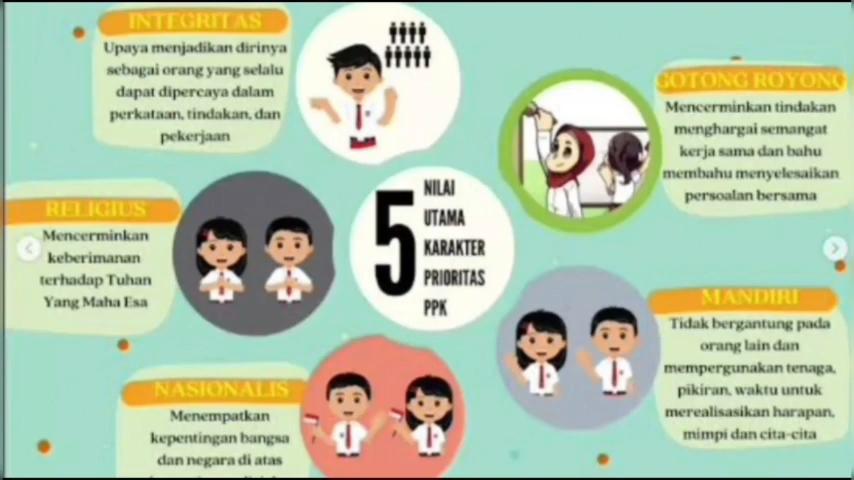 INTEGRITAS
Upaya menjadikan dirinya
sebagai orang yang selalu
dapat dipercaya dalam
perkataan, tindakan, dan
pekerjaan
GOTONG ROYONG
Mencerminkan tindakan
menghargai semangat
kerja sama dan bahu
membahu menyelesaikan
persoalan bersama
RELIGIUS
Mencerminkan
keberimanan
terhadap Tuhan
Yang Maha Esa
5
NILAI
UTAMA
KARAKTER
PRIORITAS
PPK
MANDIRI
Tidak bergantung pada
orang lain dan
mempergunakan tenaga,
pikiran, waktu untuk
merealisasikan harapan,
mimpi dan cita-cita
NASIONALIS
Menempatkan
kepentingan bangsa
dan negara di atas